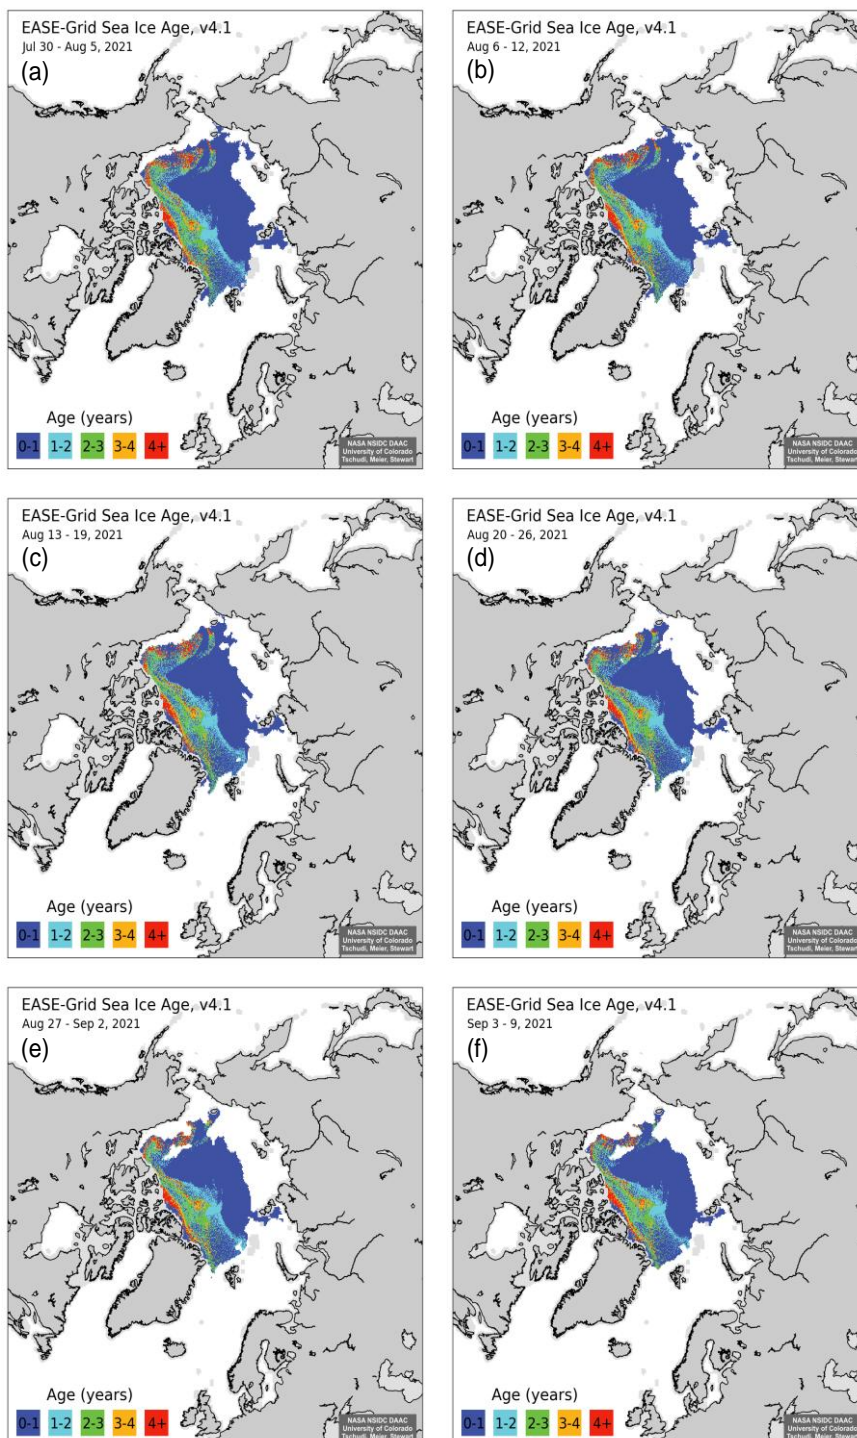 EASE-Grid Sea Ice Age, v4.1
Jul 30 - Aug 5, 2021
(a)
Age (years)
0-1 1-2 2-3 3-4 4+
NASA NSIDC DAAC
University of Colorado
Tschudi, Meier, Stewart
EASE-Grid Sea Ice Age, v4.1
Aug 6 - 12, 2021
(b)
Age (years)
0-1 1-2 2-3 3-4 4+
NASA NSIDC DAAC
University of Colorado
Tschudi, Meier, Stewart
EASE-Grid Sea Ice Age, v4.1
Aug 13 - 19, 2021
(c)
Age (years)
0-1 1-2 2-3 3-4 4+
NASA NSIDC DAAC
University of Colorado
Tschudi, Meier, Stewart
EASE-Grid Sea Ice Age, v4.1
Aug 20 - 26, 2021
(d)
Age (years)
0-1 1-2 2-3 3-4 4+
NASA NSIDC DAAC
University of Colorado
Tschudi, Meier, Stewart
EASE-Grid Sea Ice Age, v4.1
Aug 27 - Sep 2, 2021
(e)
Age (years)
0-1 1-2 2-3 3-4 4+
NASA NSIDC DAAC
University of Colorado
Tschudi, Meier, Stewart
EASE-Grid Sea Ice Age, v4.1
Sep 3 - 9, 2021
(f)
Age (years)
0-1 1-2 2-3 3-4 4+
NASA NSIDC DAAC
University of Colorado
Tschudi, Meier, Stewart